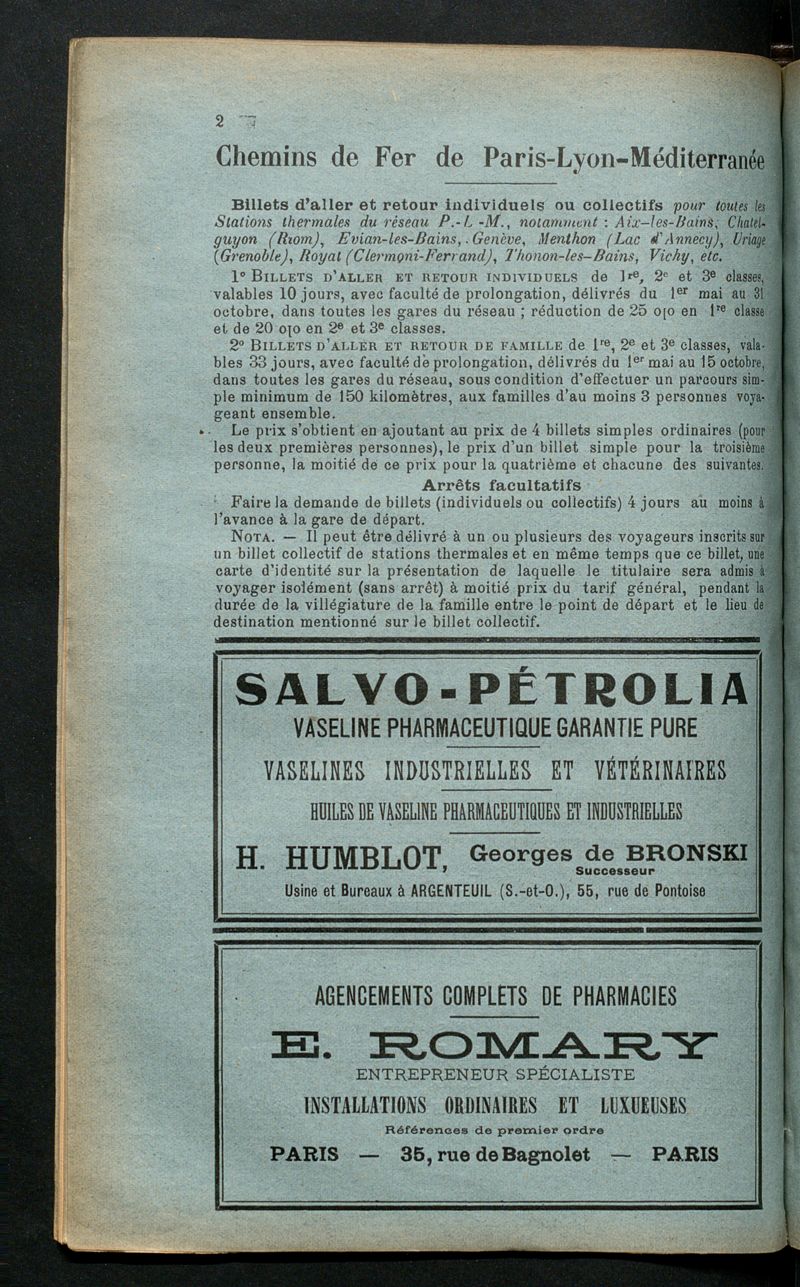 2
Chemins de Fer de Paris-Lyon-Méditerranée
Billets d'aller et retour individuels ou collectifs pour toutes les
Stations thermales du réseau P.-L-M., notamment : Aix-les-Bains, Chatel-
guyon (Riom), Evian-les-Bains, Genève, Menthon (Lac d'Annecy), Uriage
(Grenoble), Royat (Clermont-Ferrand), Thonon-les-Bains, Vichy, etc.
1° BILLETS D'ALLER ET RETOUR INDIVIDUELS de 1re, 2e et 3e classes,
valables 10 jours, avec faculté de prolongation, délivrés du 1er mai au 31
octobre, dans toutes les gares du réseau ; réduction de 25 o|o en 1re classe
et de 20 o|o en 2e et 3e classes.
2° BILLETS D'ALLER ET RETOUR DE FAMILLE de 1re, 2e et 3e classes, vala-
bles 33 jours, avec faculté de prolongation, délivrés du 1er mai au 15 octobre,
dans toutes les gares du réseau, sous condition d'effectuer un parcours sim-
ple minimum de 150 kilomètres, aux familles d'au moins 3 personnes voya-
geant ensemble.
Le prix s'obtient en ajoutant au prix de 4 billets simples ordinaires (pour
les deux premières personnes), le prix d'un billet simple pour la troisième
personne, la moitié de ce prix pour la quatrième et chacune des suivantes.
Arrêts facultatifs
Faire la demande de billets (individuels ou collectifs) 4 jours au moins à
l'avance à la gare de départ.
NOTA. — Il peut être délivré à un ou plusieurs des voyageurs inscrits sur
un billet collectif de stations thermales et en même temps que ce billet, une
carte d'identité sur la présentation de laquelle le titulaire sera admis à
voyager isolément (sans arrêt) à moitié prix du tarif général, pendant la
durée de la villégiature de la famille entre le point de départ et le lieu de
destination mentionné sur le billet collectif.
SALVO-PÉTROLIA
VASELINE PHARMACEUTIQUE GARANTIE PURE
VASELINES INDUSTRIELLES ET VÉTÉRINAIRES
HUILES DE VASELINE PHARMACEUTIQUES ET INDUSTRIELLES
H. HUMBLOT, Georges de BRONSKI
Successeur
Usine et Bureaux à ARGENTEUIL (S.-et-O.), 55, rue de Pontoise
AGENCEMENTS COMPLETS DE PHARMACIES
E. ROMARY
ENTREPRENEUR SPÉCIALISTE
INSTALLATIONS ORDINAIRES ET LUXUEUSES
Références de premier ordre
PARIS — 35, rue de Bagnolet — PARIS